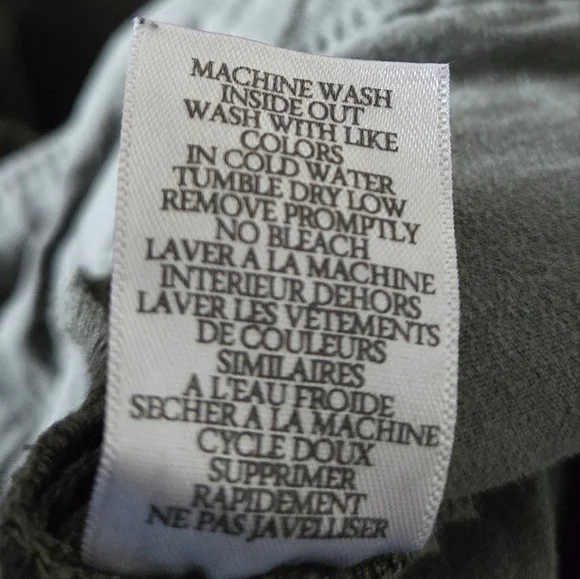 MACHINE WASH
INSIDE OUT
WASH WITH LIKE
COLORS
IN COLD WATER
TUMBLE DRY LOW
REMOVE PROMPTLY
NO BLEACH
LAVER A LA MACHINE
INTERIEUR DEHORS
LAVER LES VÊTEMENTS
DE COULEURS
SIMILAIRES
A L'EAU FROIDE
SECHER A LA MACHINE
CYCLE DOUX
SUPPRIMER
RAPIDEMENT
NE PAS JAVELLISER